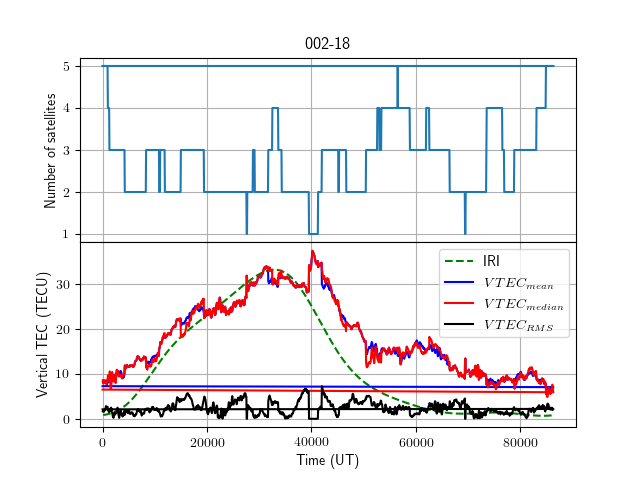 002-18
Number of satellites
5
4
3
2
1
Vertical TEC (TECU)
30
20
10
0
IRI
VTEC_mean
VTEC_median
VTEC_RMS
0 20000 40000 60000 80000
Time (UT)